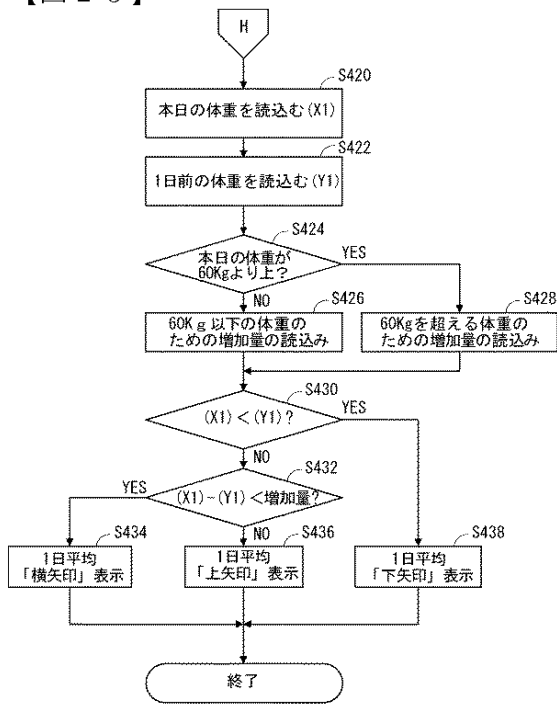 H
S420
本日の体重を読込む(X1)
S422
1日前の体重を読込む(Y1)
S424
本日の体重が
60Kgより上?
YES
NO
S426
60Kg以下の体重の
ための増加量の読込み
S428
60Kgを超える体重の
ための増加量の読込み
S430
(X1)<(Y1)?
YES
NO
S432
(X1)-(Y1)<増加量?
YES
NO
S434
1日平均
「横矢印」表示
S436
1日平均
「上矢印」表示
S438
1日平均
「下矢印」表示
終了